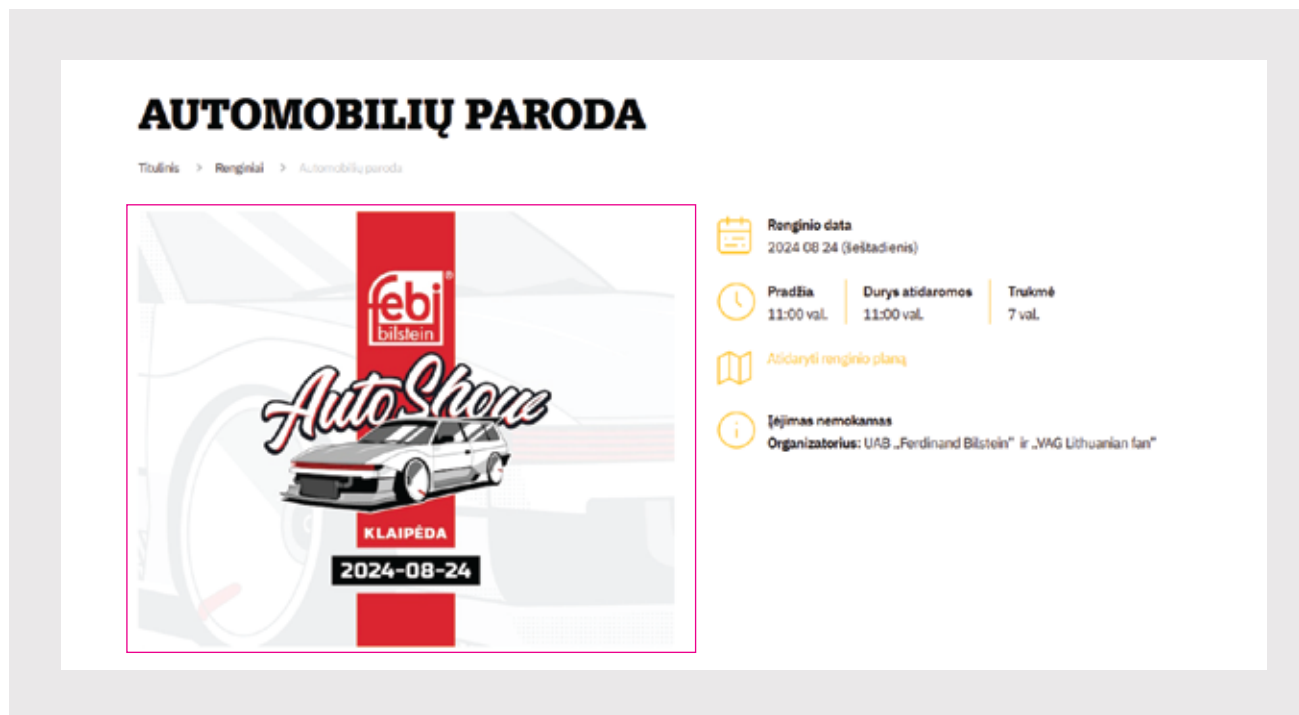 AUTOMOBILIŲ PARODA
Titulinis > Renginiai > Automobilių paroda
febi®
bilstein
AutoShow
KLAIPĖDA
2024-08-24
Renginio data
2024 08 24 (šeštadienis)
Pradžia Durys atidaromos Trukmė
11:00 val. 11:00 val. 7 val.
Atidaryti renginio planą
Įėjimas nemokamas
Organizatorius: UAB „Ferdinand Bilstein" ir „VAG Lithuanian fan"